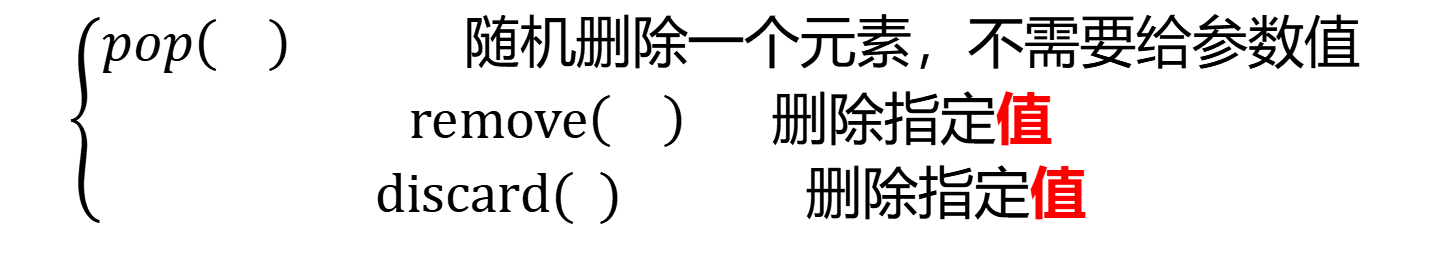 pop(　) 随机删除一个元素，不需要给参数值
remove(　) 删除指定值
discard( ) 删除指定值